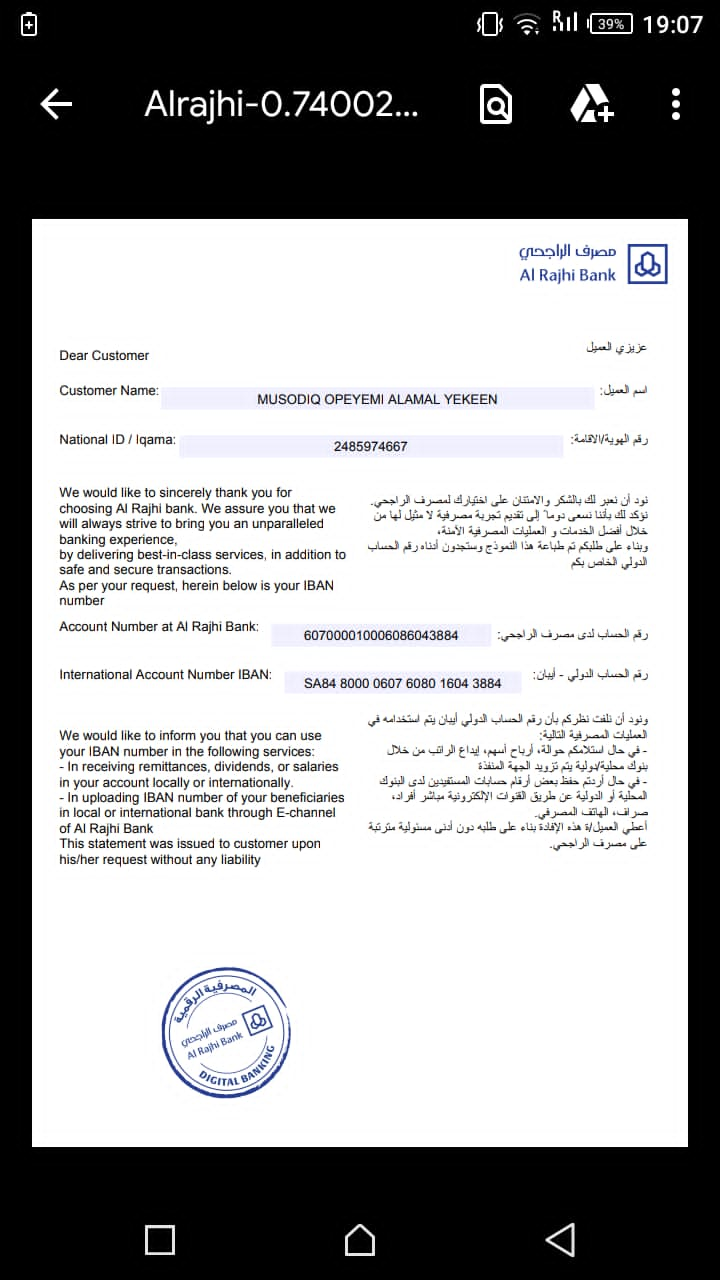 39% 19:07
Alrajhi-0.74002...
مصرف الراجحي
Al Rajhi Bank
عزيزي العميل
Dear Customer
Customer Name: MUSODIQ OPEYEMI ALAMAL YEKEEN اسم العميل:
National ID / Iqama: 2485974667 رقم الهوية/الاقامة:
We would like to sincerely thank you for
choosing Al Rajhi bank. We assure you that we
will always strive to bring you an unparalleled
banking experience,
by delivering best-in-class services, in addition to
safe and secure transactions.
As per your request, herein below is your IBAN
number
نود أن نعبر لك بالشكر والامتنان على اختيارك لمصرف الراجحي.
نؤكد لك بأننا نسعى دوما ً إلى تقديم تجربة مصرفية لا مثيل لها من
خلال أفضل الخدمات و العمليات المصرفية الآمنة،
وبناء على طلبكم تم طباعة هذا النموذج وستجدون أدناه رقم الحساب
الدولي الخاص بكم
Account Number at Al Rajhi Bank: 607000010006086043884 رقم الحساب لدى مصرف الراجحي:
International Account Number IBAN: SA84 8000 0607 6080 1604 3884 رقم الحساب الدولي - أيبان:
We would like to inform you that you can use
your IBAN number in the following services:
- In receiving remittances, dividends, or salaries
in your account locally or internationally.
- In uploading IBAN number of your beneficiaries
in local or international bank through E-channel
of Al Rajhi Bank
This statement was issued to customer upon
his/her request without any liability
ونود أن نلفت نظركم بأن رقم الحساب الدولي أيبان يتم استخدامه في
العمليات المصرفية التالية:
- في حال استلامكم حوالة، أرباح أسهم، إيداع الراتب من خلال
بنوك محلية/دولية يتم تزويد الجهة المنفذة
- في حال أردتم حفظ بعض أرقام حسابات المستفيدين لدى البنوك
المحلية أو الدولية عن طريق القنوات الإلكترونية مباشر أفراد،
صراف، الهاتف المصرفي.
أعطي العميل/ة هذه الإفادة بناء على طلبه دون أدنى مسئولية مترتبة
على مصرف الراجحي.
المصرفية الرقمية
مصرف الراجحي
Al Rajhi Bank
DIGITAL BANKING